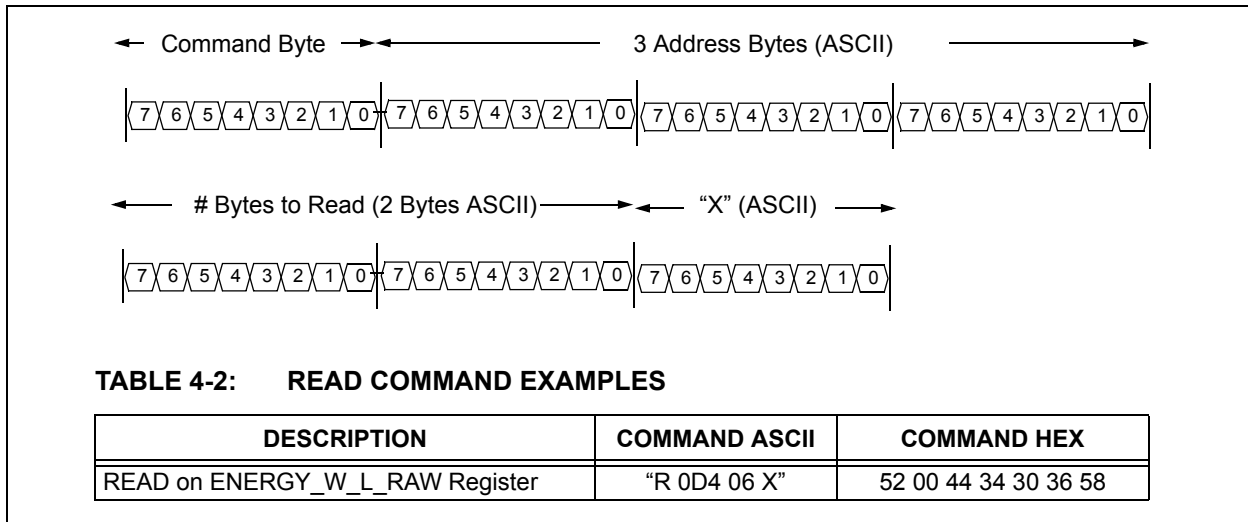 Command Byte 3 Address Bytes (ASCII)
7 6 5 4 3 2 1 0 7 6 5 4 3 2 1 0 7 6 5 4 3 2 1 0 7 6 5 4 3 2 1 0
# Bytes to Read (2 Bytes ASCII) “X” (ASCII)
7 6 5 4 3 2 1 0 7 6 5 4 3 2 1 0 7 6 5 4 3 2 1 0
TABLE 4-2: READ COMMAND EXAMPLES
DESCRIPTION COMMAND ASCII COMMAND HEX
READ on ENERGY_W_L_RAW Register “R 0D4 06 X” 52 00 44 34 30 36 58